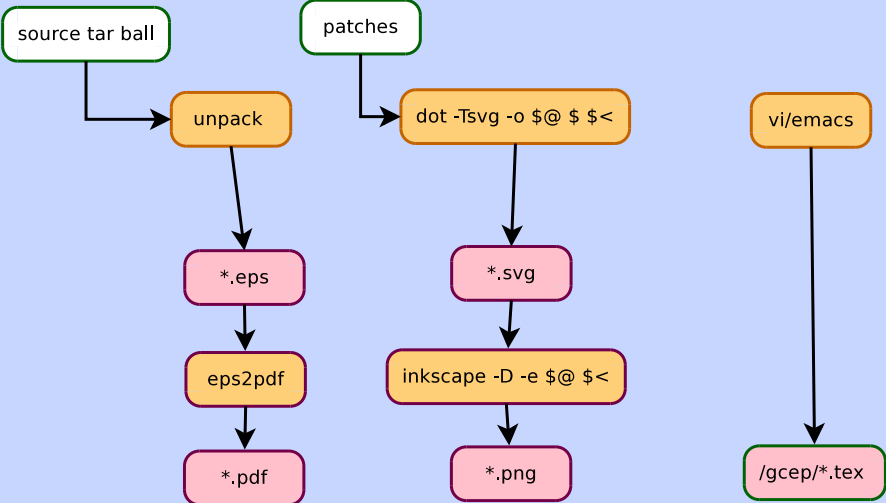 source tar ball
patches
unpack
dot -Tsvg -o $@ $ $<
vi/emacs
*.eps
*.svg
eps2pdf
inkscape -D -e $@ $<
*.pdf
*.png
/gcep/*.tex